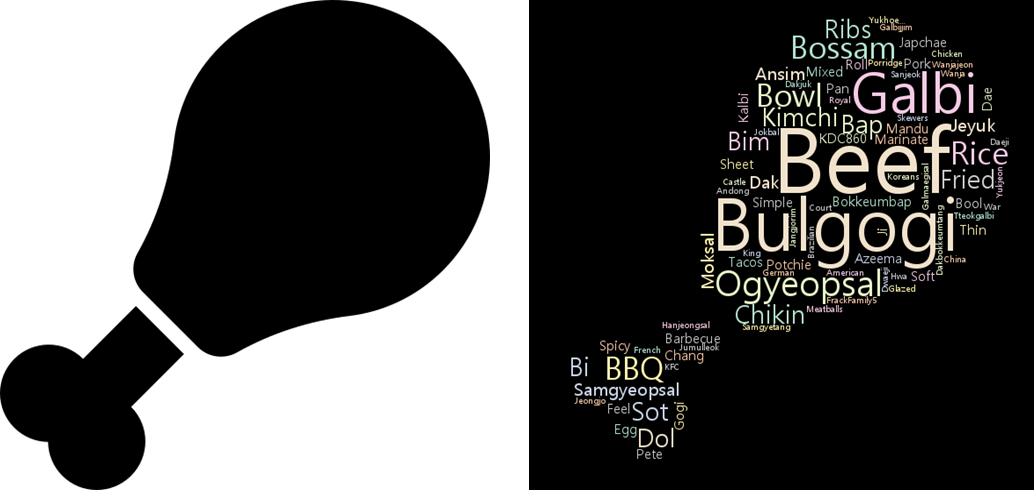 Yukhoe...
Ribs
Galbijjim
Bossam
Japchae
Chicken
Roll
Porridge
Pork
Wanjajeon
Ansim
Mixed
Sanjeok
Wanja
Dakjuk
Pan
Galbi
Dae
Bowl
Royal
Kalbi
Kimchi
Skewers
Bap
Mandu
Jeyuk
Jokbal
Bim
KDC860
Marinate
Daeji
Beef
Rice
Sheet
Koreans
Fried
Yukjeon
Castle
Dak
Andong
Galmaegisal
Simple
Bokkeumbap
Bool
War
Court
Tteokgalbi
Bulgogi
Jangjorim
Ji
Thin
Brazilian
Dakbokkeumtang
King
Moksal
Tacos
Potchie
Azeema
China
German
American
Dwaeji
Hwa
Soft
Ogyeopsal
Glazed
FrackFamily5
Chikin
Meatballs
Samgyetang
Hanjeongsal
Barbecue
Spicy
French
Jumulleok
Chang
Bi
BBQ
KFC
Samgyeopsal
Jeongjo
Feel
Sot
Gogi
Egg
Dol
Pete